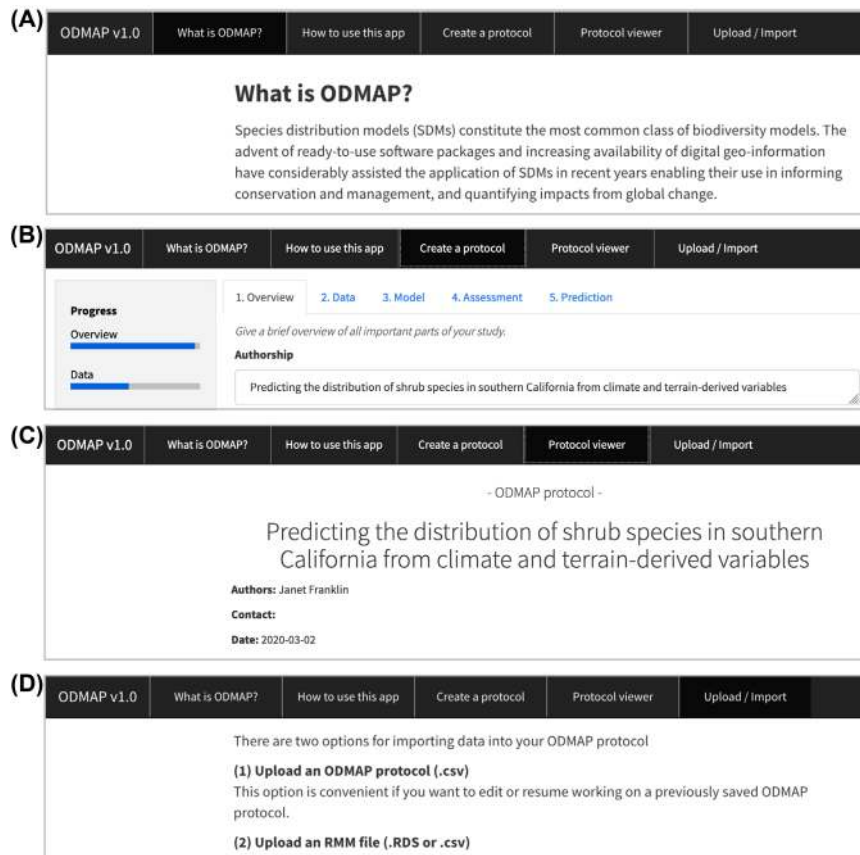 (A)
ODMAP v1.0 What is ODMAP? How to use this app Create a protocol Protocol viewer Upload / Import
What is ODMAP?
Species distribution models (SDMs) constitute the most common class of biodiversity models. The
advent of ready-to-use software packages and increasing availability of digital geo-information
have considerably assisted the application of SDMs in recent years enabling their use in informing
conservation and management, and quantifying impacts from global change.
(B)
ODMAP v1.0 What is ODMAP? How to use this app Create a protocol Protocol viewer Upload / Import
Progress
Overview
Data
1. Overview 2. Data 3. Model 4. Assessment 5. Prediction
Give a brief overview of all important parts of your study.
Authorship
Predicting the distribution of shrub species in southern California from climate and terrain-derived variables
(C)
ODMAP v1.0 What is ODMAP? How to use this app Create a protocol Protocol viewer Upload / Import
- ODMAP protocol -
Predicting the distribution of shrub species in southern
California from climate and terrain-derived variables
Authors: Janet Franklin
Contact:
Date: 2020-03-02
(D)
ODMAP v1.0 What is ODMAP? How to use this app Create a protocol Protocol viewer Upload / Import
There are two options for importing data into your ODMAP protocol
(1) Upload an ODMAP protocol (.csv)
This option is convenient if you want to edit or resume working on a previously saved ODMAP
protocol.
(2) Upload an RMM file (.RDS or .csv)